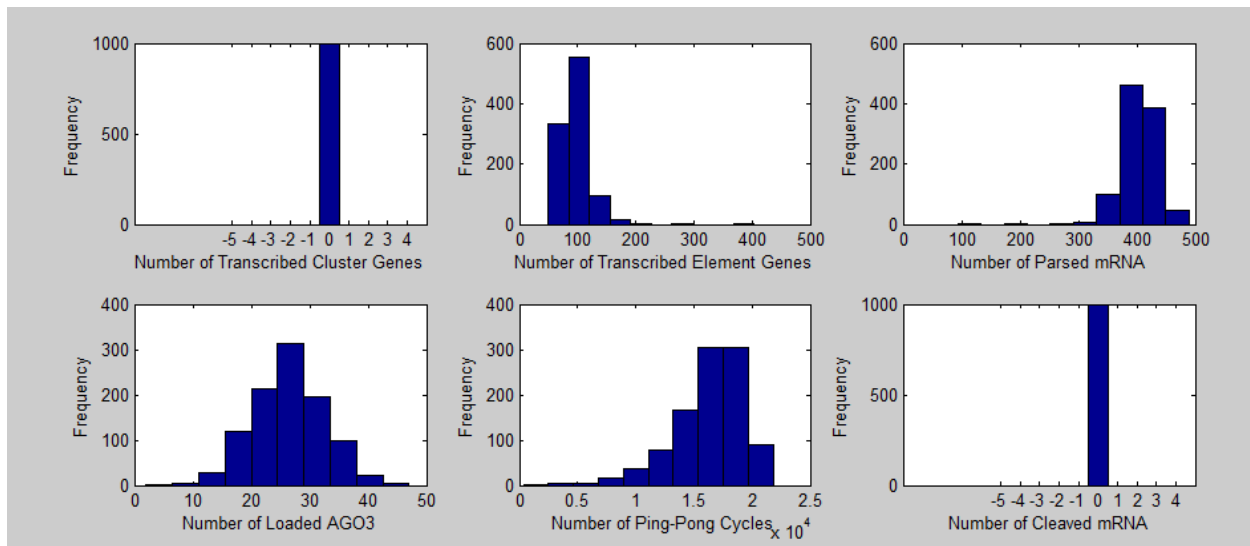 1000
500
0
Frequency
-5 -4 -3 -2 -1 0 1 2 3 4
Number of Transcribed Cluster Genes
600
400
200
0
Frequency
0 100 200 300 400 500
Number of Transcribed Element Genes
600
400
200
0
Frequency
0 100 200 300 400 500
Number of Parsed mRNA
400
300
200
100
0
Frequency
0 10 20 30 40 50
Number of Loaded AGO3
400
300
200
100
0
Frequency
0 0.5 1 1.5 2 2.5
Number of Ping-Pong Cycles
x 10^4
1000
500
0
Frequency
-5 -4 -3 -2 -1 0 1 2 3 4
Number of Cleaved mRNA